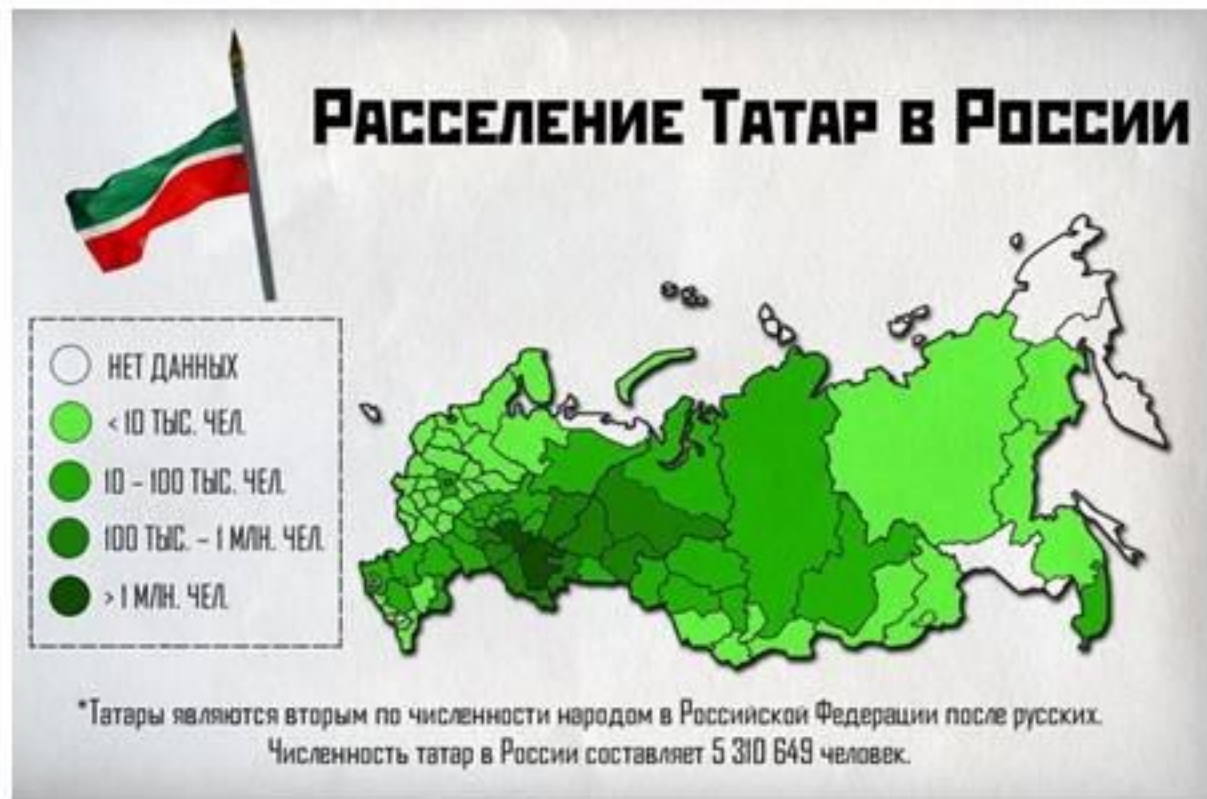 Расселение Татар в России
НЕТ ДАННЫХ
< 10 ТЫС. ЧЕЛ.
10 – 100 ТЫС. ЧЕЛ.
100 ТЫС. – 1 МЛН. ЧЕЛ.
> 1 МЛН. ЧЕЛ.
*Татары являются вторым по численности народом в Российской Федерации после русских.
Численность татар в России составляет 5 310 649 человек.